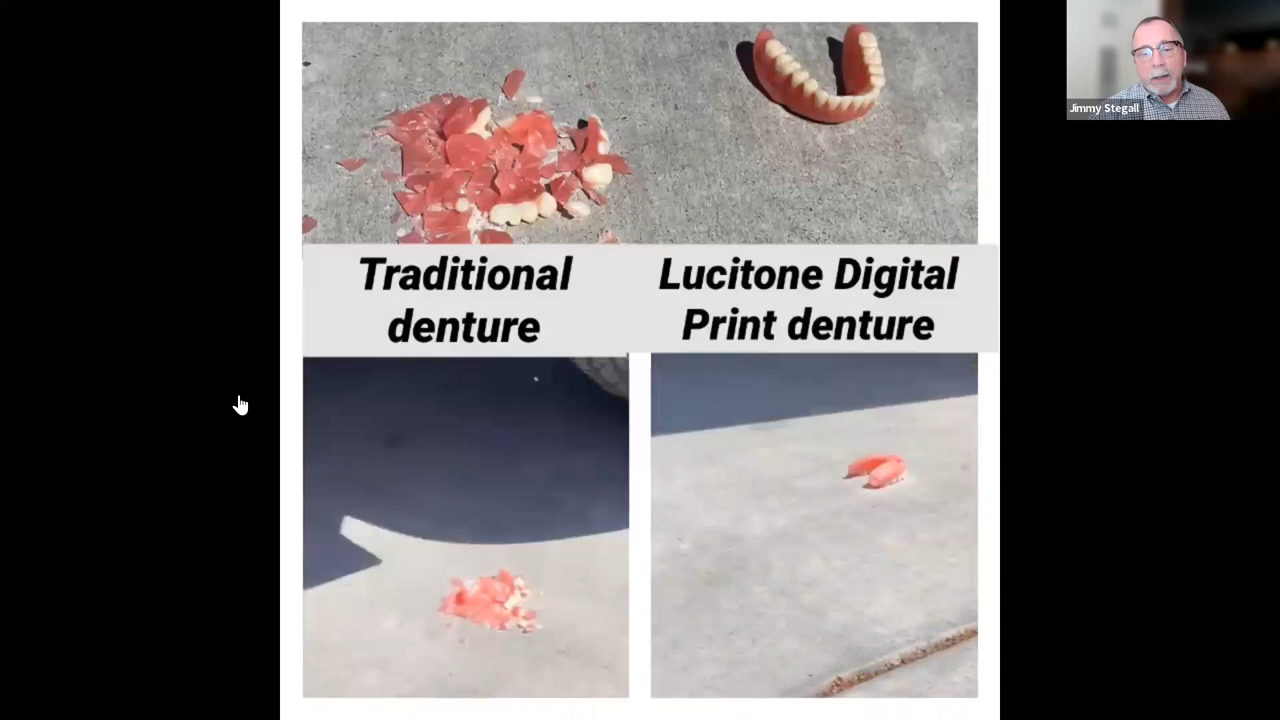 Jimmy Stegall
Traditional
denture
Lucitone Digital
Print denture